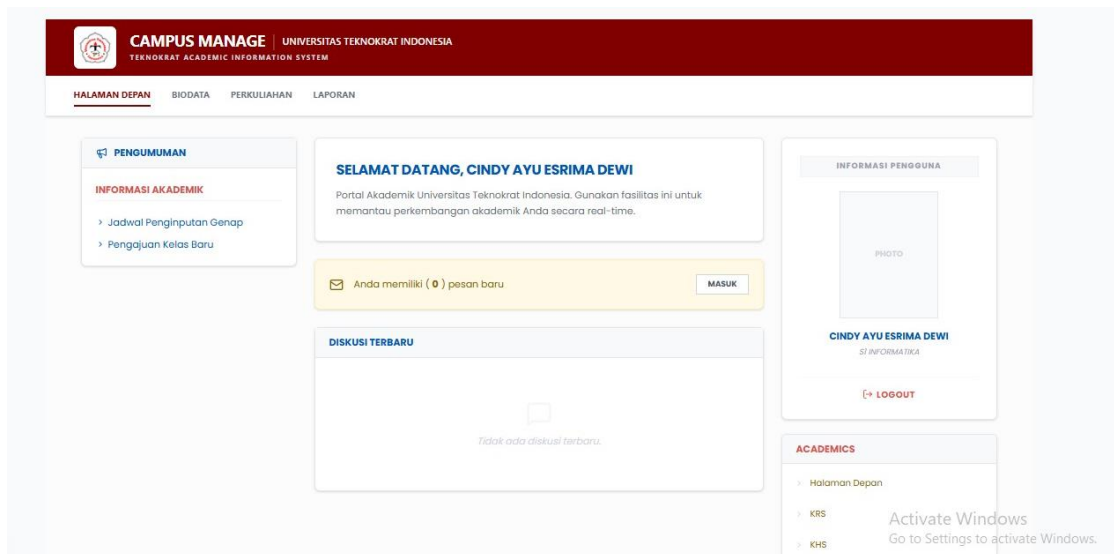 CAMPUS MANAGE | UNIVERSITAS TEKNOKRAT INDONESIA
TEKNOKRAT ACADEMIC INFORMATION SYSTEM
HALAMAN DEPAN BIODATA PERKULIAHAN LAPORAN
PENGUMUMAN
INFORMASI AKADEMIK
> Jadwal Penginputan Genap
> Pengajuan Kelas Baru
SELAMAT DATANG, CINDY AYU ESRIMA DEWI
Portal Akademik Universitas Teknokrat Indonesia. Gunakan fasilitas ini untuk
memantau perkembangan akademik Anda secara real-time.
Anda memiliki ( 0 ) pesan baru
MASUK
DISKUSI TERBARU
Tidak ada diskusi terbaru.
INFORMASI PENGGUNA
PHOTO
CINDY AYU ESRIMA DEWI
S1 INFORMATIKA
LOGOUT
ACADEMICS
> Halaman Depan
> KRS
> KHS
Activate Windows
Go to Settings to activate Windows.